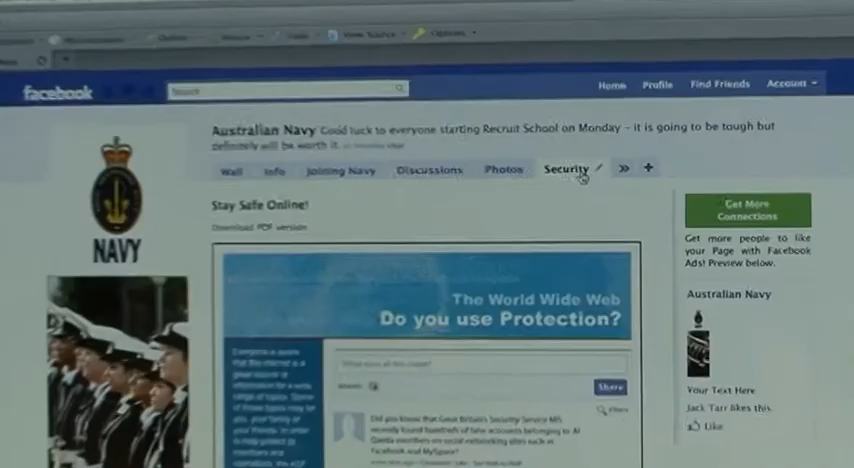 Options
facebook
Search
Home Profile Find Friends Account
Australian Navy Good luck to everyone starting Recruit School on Monday - it is going to be tough but
definitely will be worth it.
Wall Info Joining Navy Discussions Photos Security
Stay Safe Online!
Download PDF version
NAVY
Get More
Connections
Get more people to like
your Page with Facebook
Ads! Preview below.
Australian Navy
Your Text Here
Jack Tarr likes this.
Like
The World Wide Web
Do you use Protection?
Share
Filters
Did you know that Great Britain's Security Service MI5
recently found hundreds of fake accounts belonging to Al
Qaeda members on social networking sites such as
Facebook and MySpace?